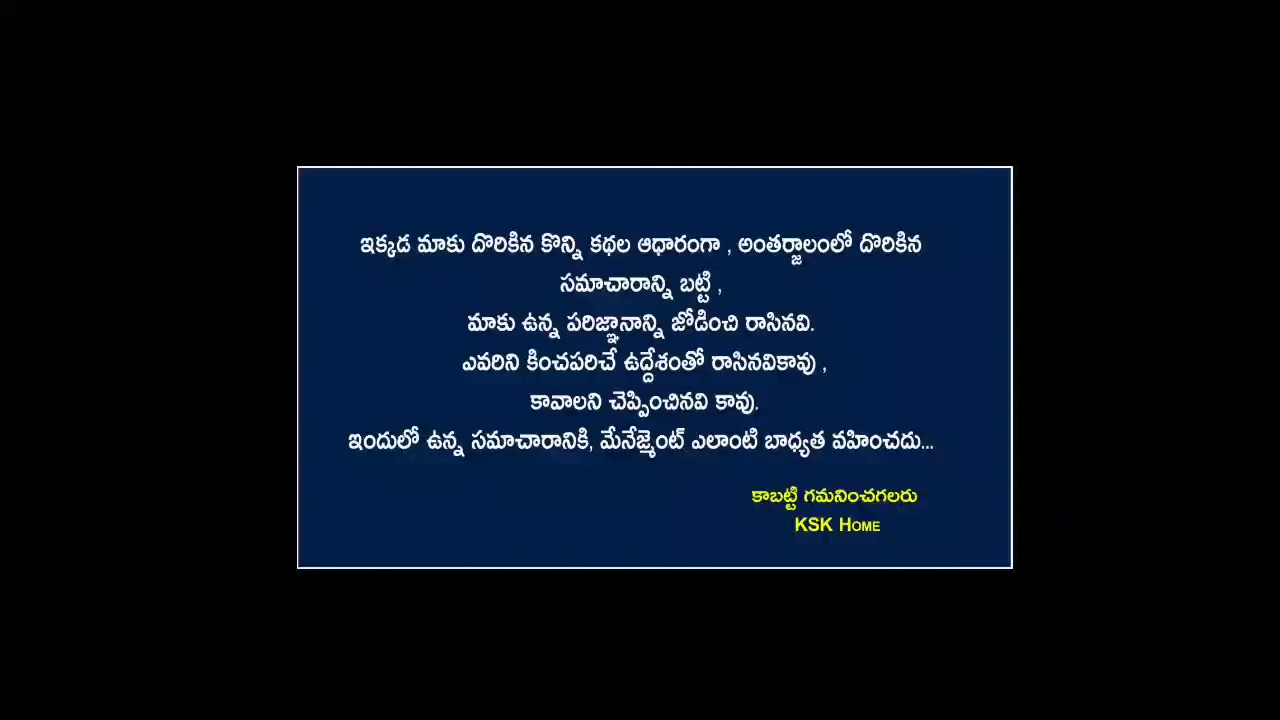 ఇక్కడ మాకు దొరికిన కొన్ని కథల ఆధారంగా , అంతర్జాలంలో దొరికిన
సమాచారాన్ని బట్టి ,
మాకు ఉన్న పరిజ్ఞానాన్ని జోడించి రాసినవి.
ఎవరిని కించపరిచే ఉద్దేశంతో రాసినవికావు ,
కావాలని చెప్పించినవి కావు.
ఇందులో ఉన్న సమాచారానికి, మేనేజ్మెంట్ ఎలాంటి బాధ్యత వహించదు...
కాబట్టి గమనించగలరు
KSK HOME